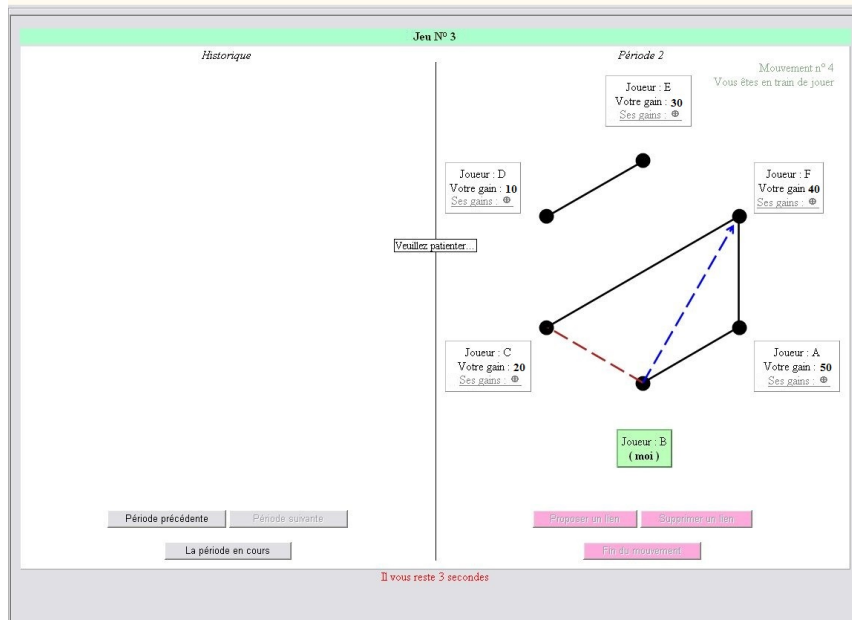 Jeu Nº 3
Historique
Période 2
Mouvement nº 4
Vous êtes en train de jouer
Joueur : E
Votre gain : 30
Ses gains :
Joueur : D
Votre gain : 10
Ses gains :
Joueur : F
Votre gain 40
Ses gains :
Veuillez patienter...
Joueur : C
Votre gain : 20
Ses gains :
Joueur : A
Votre gain : 50
Ses gains :
Joueur : B
( moi )
Période précédente
Période suivante
Proposer un lien
Supprimer un lien
La période en cours
Fin du mouvement
Il vous reste 3 secondes